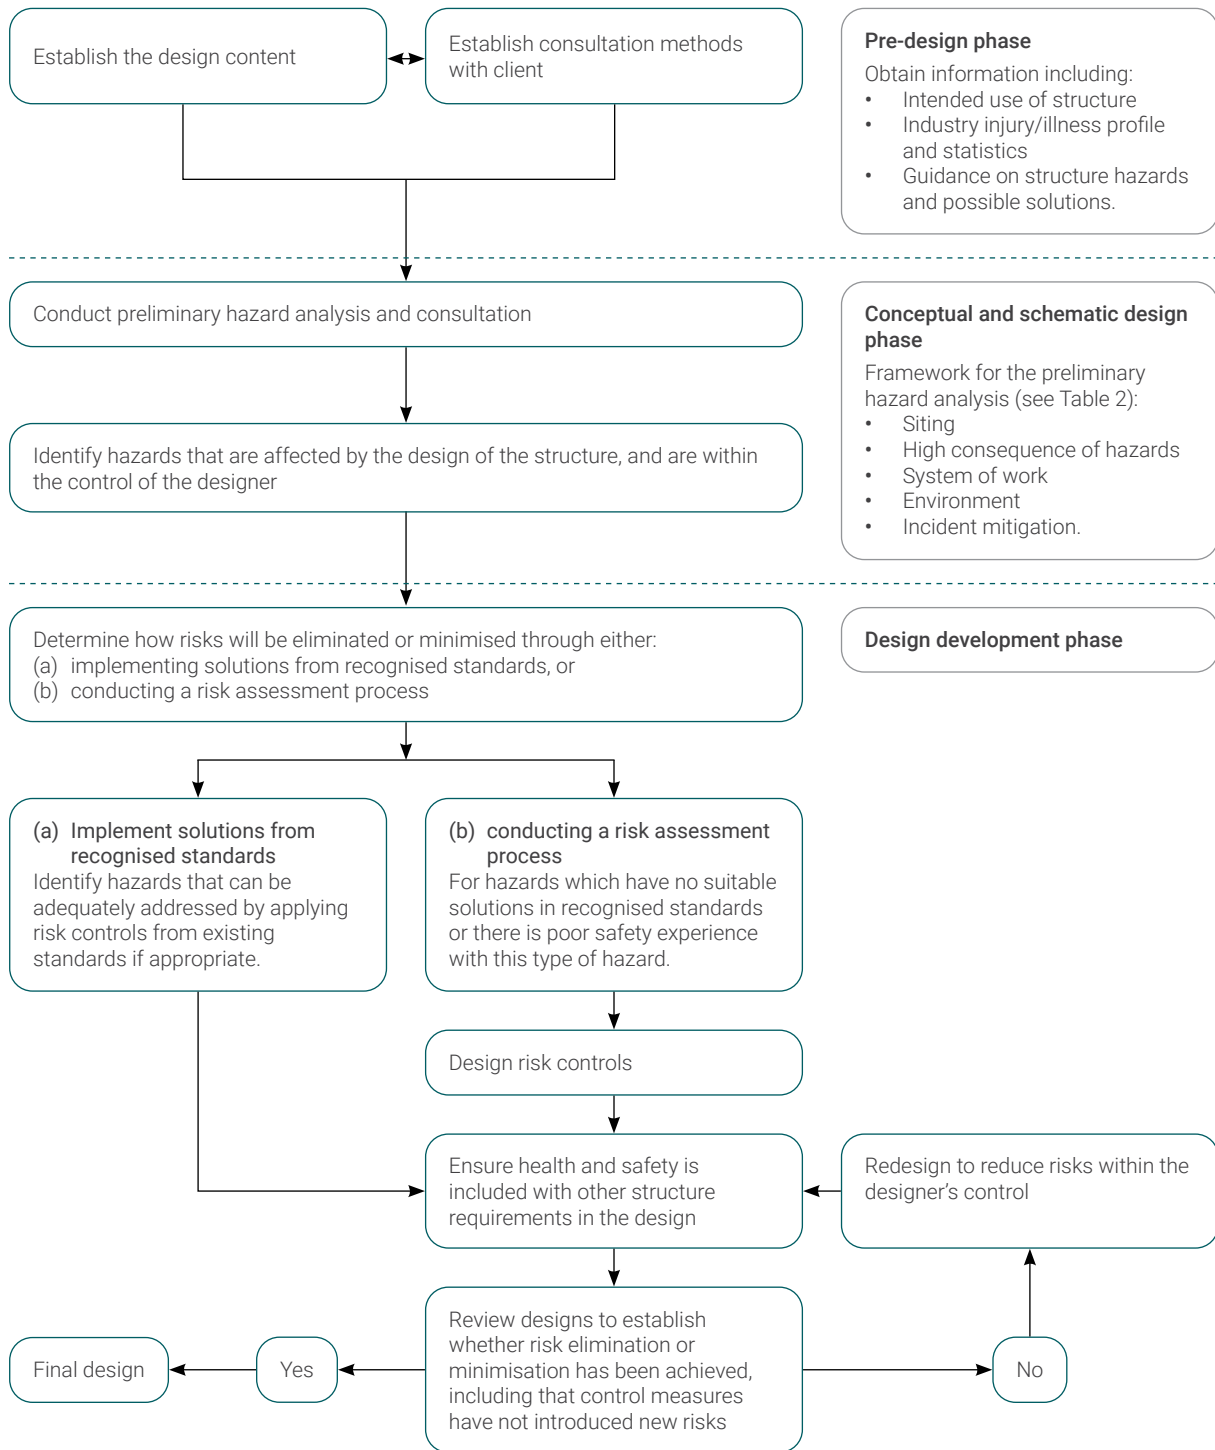 Establish the design content
Establish consultation methods
with client
Pre-design phase
Obtain information including:
• Intended use of structure
• Industry injury/illness profile
and statistics
• Guidance on structure hazards
and possible solutions.
Conduct preliminary hazard analysis and consultation
Conceptual and schematic design
phase
Framework for the preliminary
hazard analysis (see Table 2):
• Siting
• High consequence of hazards
• System of work
• Environment
• Incident mitigation.
Identify hazards that are affected by the design of the structure, and are within
the control of the designer
Determine how risks will be eliminated or minimised through either:
(a) implementing solutions from recognised standards, or
(b) conducting a risk assessment process
Design development phase
(a) Implement solutions from
recognised standards
Identify hazards that can be
adequately addressed by applying
risk controls from existing
standards if appropriate.
(b) conducting a risk assessment
process
For hazards which have no suitable
solutions in recognised standards
or there is poor safety experience
with this type of hazard.
Design risk controls
Ensure health and safety is
included with other structure
requirements in the design
Redesign to reduce risks within the
designer's control
Review designs to establish
whether risk elimination or
minimisation has been achieved,
including that control measures
have not introduced new risks
Final design
Yes
No